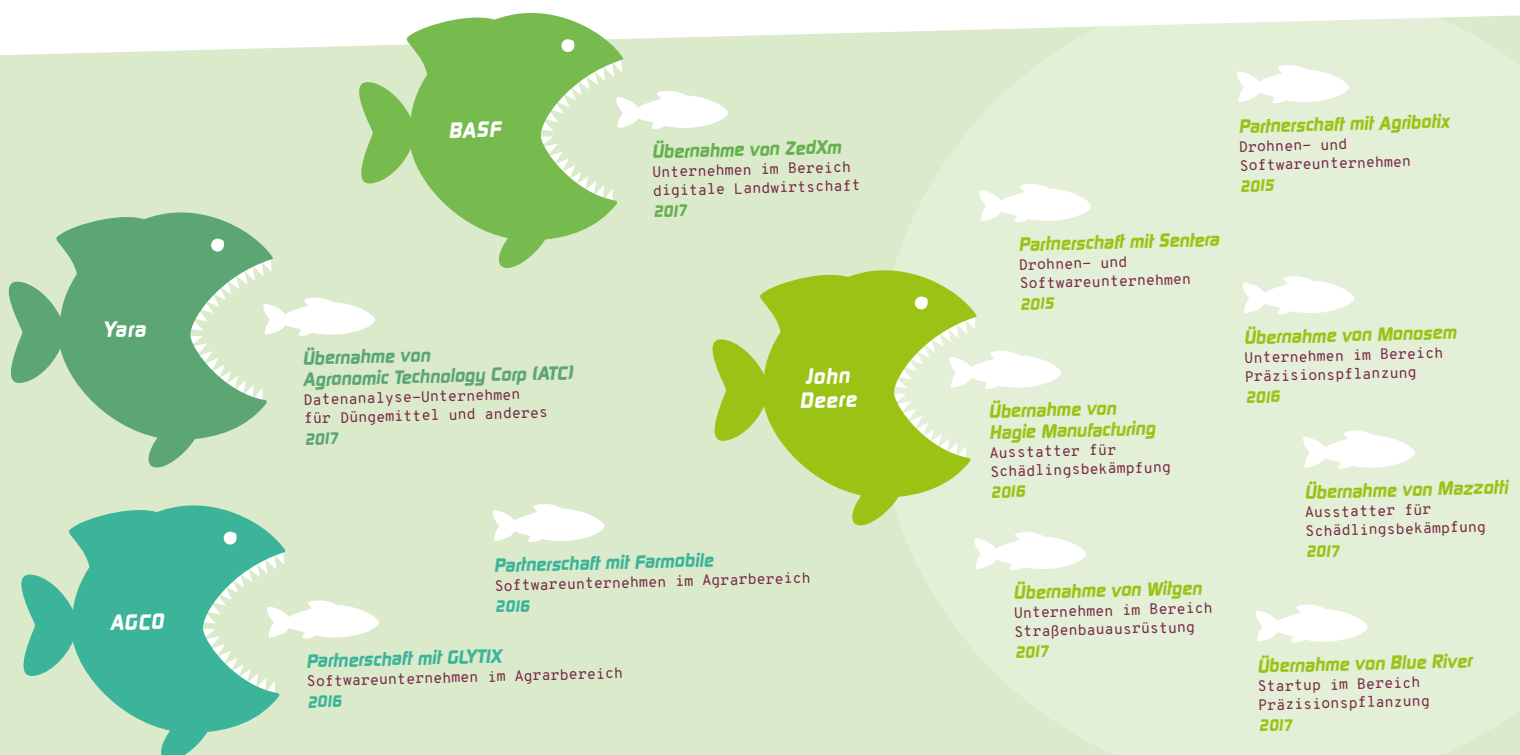 BASF
Übernahme von ZedXm
Unternehmen im Bereich
digitale Landwirtschaft
2017
Yara
Übernahme von
Agronomic Technology Corp (ATC)
Datenanalyse-Unternehmen
für Düngemittel und anderes
2017
AGCO
Partnerschaft mit Farmobile
Softwareunternehmen im Agrarbereich
2016
Partnerschaft mit GLYTIX
Softwareunternehmen im Agrarbereich
2016
John
Deere
Partnerschaft mit Agribotix
Drohnen- und
Softwareunternehmen
2015
Partnerschaft mit Sentera
Drohnen- und
Softwareunternehmen
2015
Übernahme von Monosem
Unternehmen im Bereich
Präzisionspflanzung
2016
Übernahme von
Hagie Manufacturing
Ausstatter für
Schädlingsbekämpfung
2016
Übernahme von Mazzotti
Ausstatter für
Schädlingsbekämpfung
2017
Übernahme von Witgen
Unternehmen im Bereich
Straßenbauausrüstung
2017
Übernahme von Blue River
Startup im Bereich
Präzisionspflanzung
2017